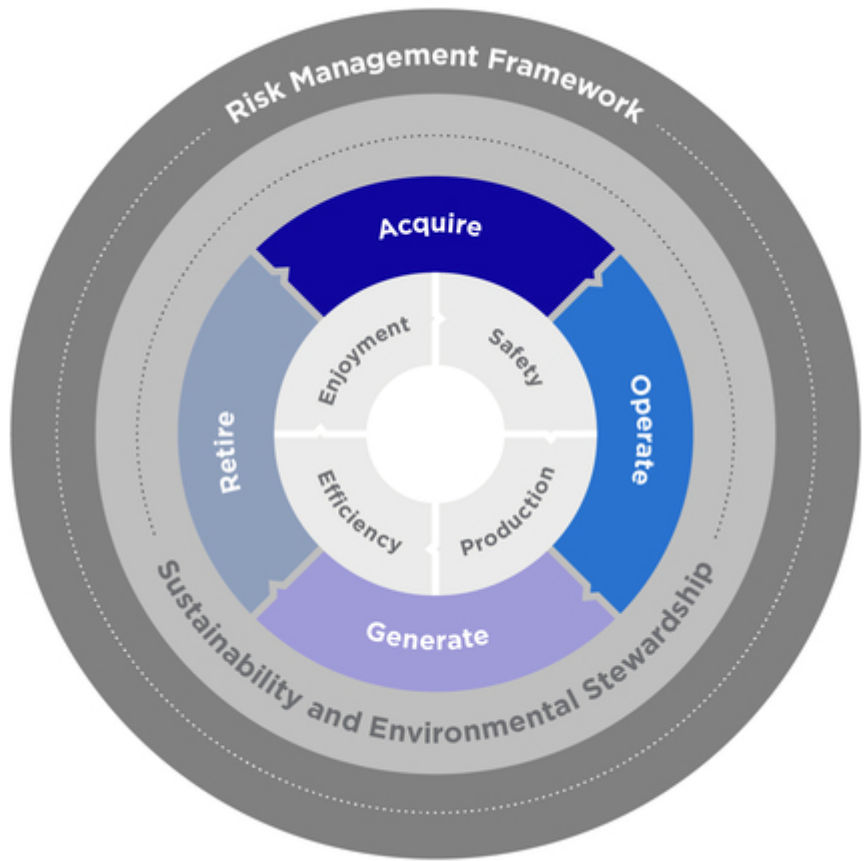 Risk Management Framework
Acquire
Operate
Generate
Retire
Enjoyment
Safety
Production
Efficiency
Sustainability and Environmental Stewardship